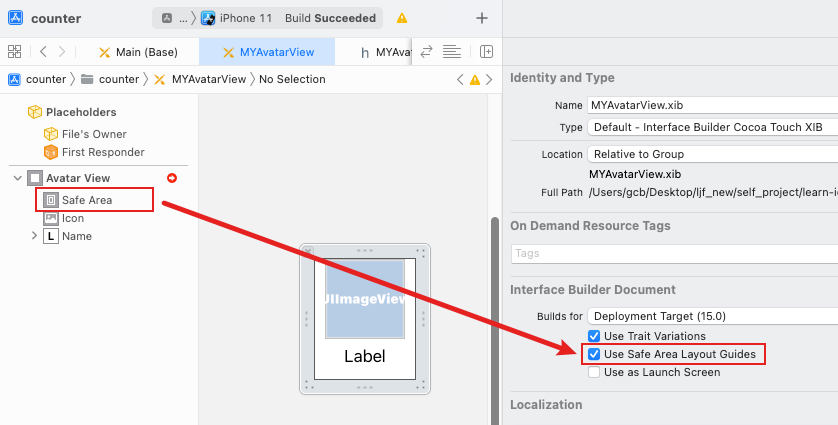 counter
... iPhone 11 Build Succeeded
Main (Base) MYAvatarView h MYAva
counter counter MYAvatarView No Selection
Placeholders
File's Owner
First Responder
Avatar View
Safe Area
Icon
L Name
UIImageView
Label
Identity and Type
Name MYAvatarView.xib
Type Default - Interface Builder Cocoa Touch XIB
Location Relative to Group
MYAvatarView.xib
Full Path /Users/gcb/Desktop/ljf_new/self_project/learn-i
On Demand Resource Tags
Tags
Interface Builder Document
Builds for Deployment Target (15.0)
Use Trait Variations
Use Safe Area Layout Guides
Use as Launch Screen
Localization